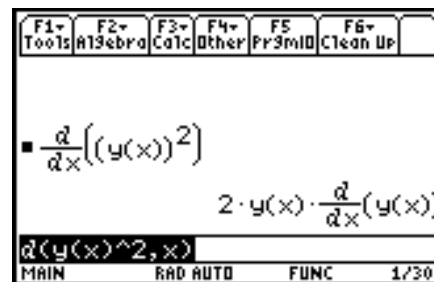 F1▾ F2▾ F3▾ F4▾ F5 F6▾
Tools Algebra Calc Other PrgmIO Clean Up
▪ d/dx((y(x))^2)
2·y(x)·d/dx(y(x)
d(y(x)^2,x)
MAIN RAD AUTO FUNC 1/30